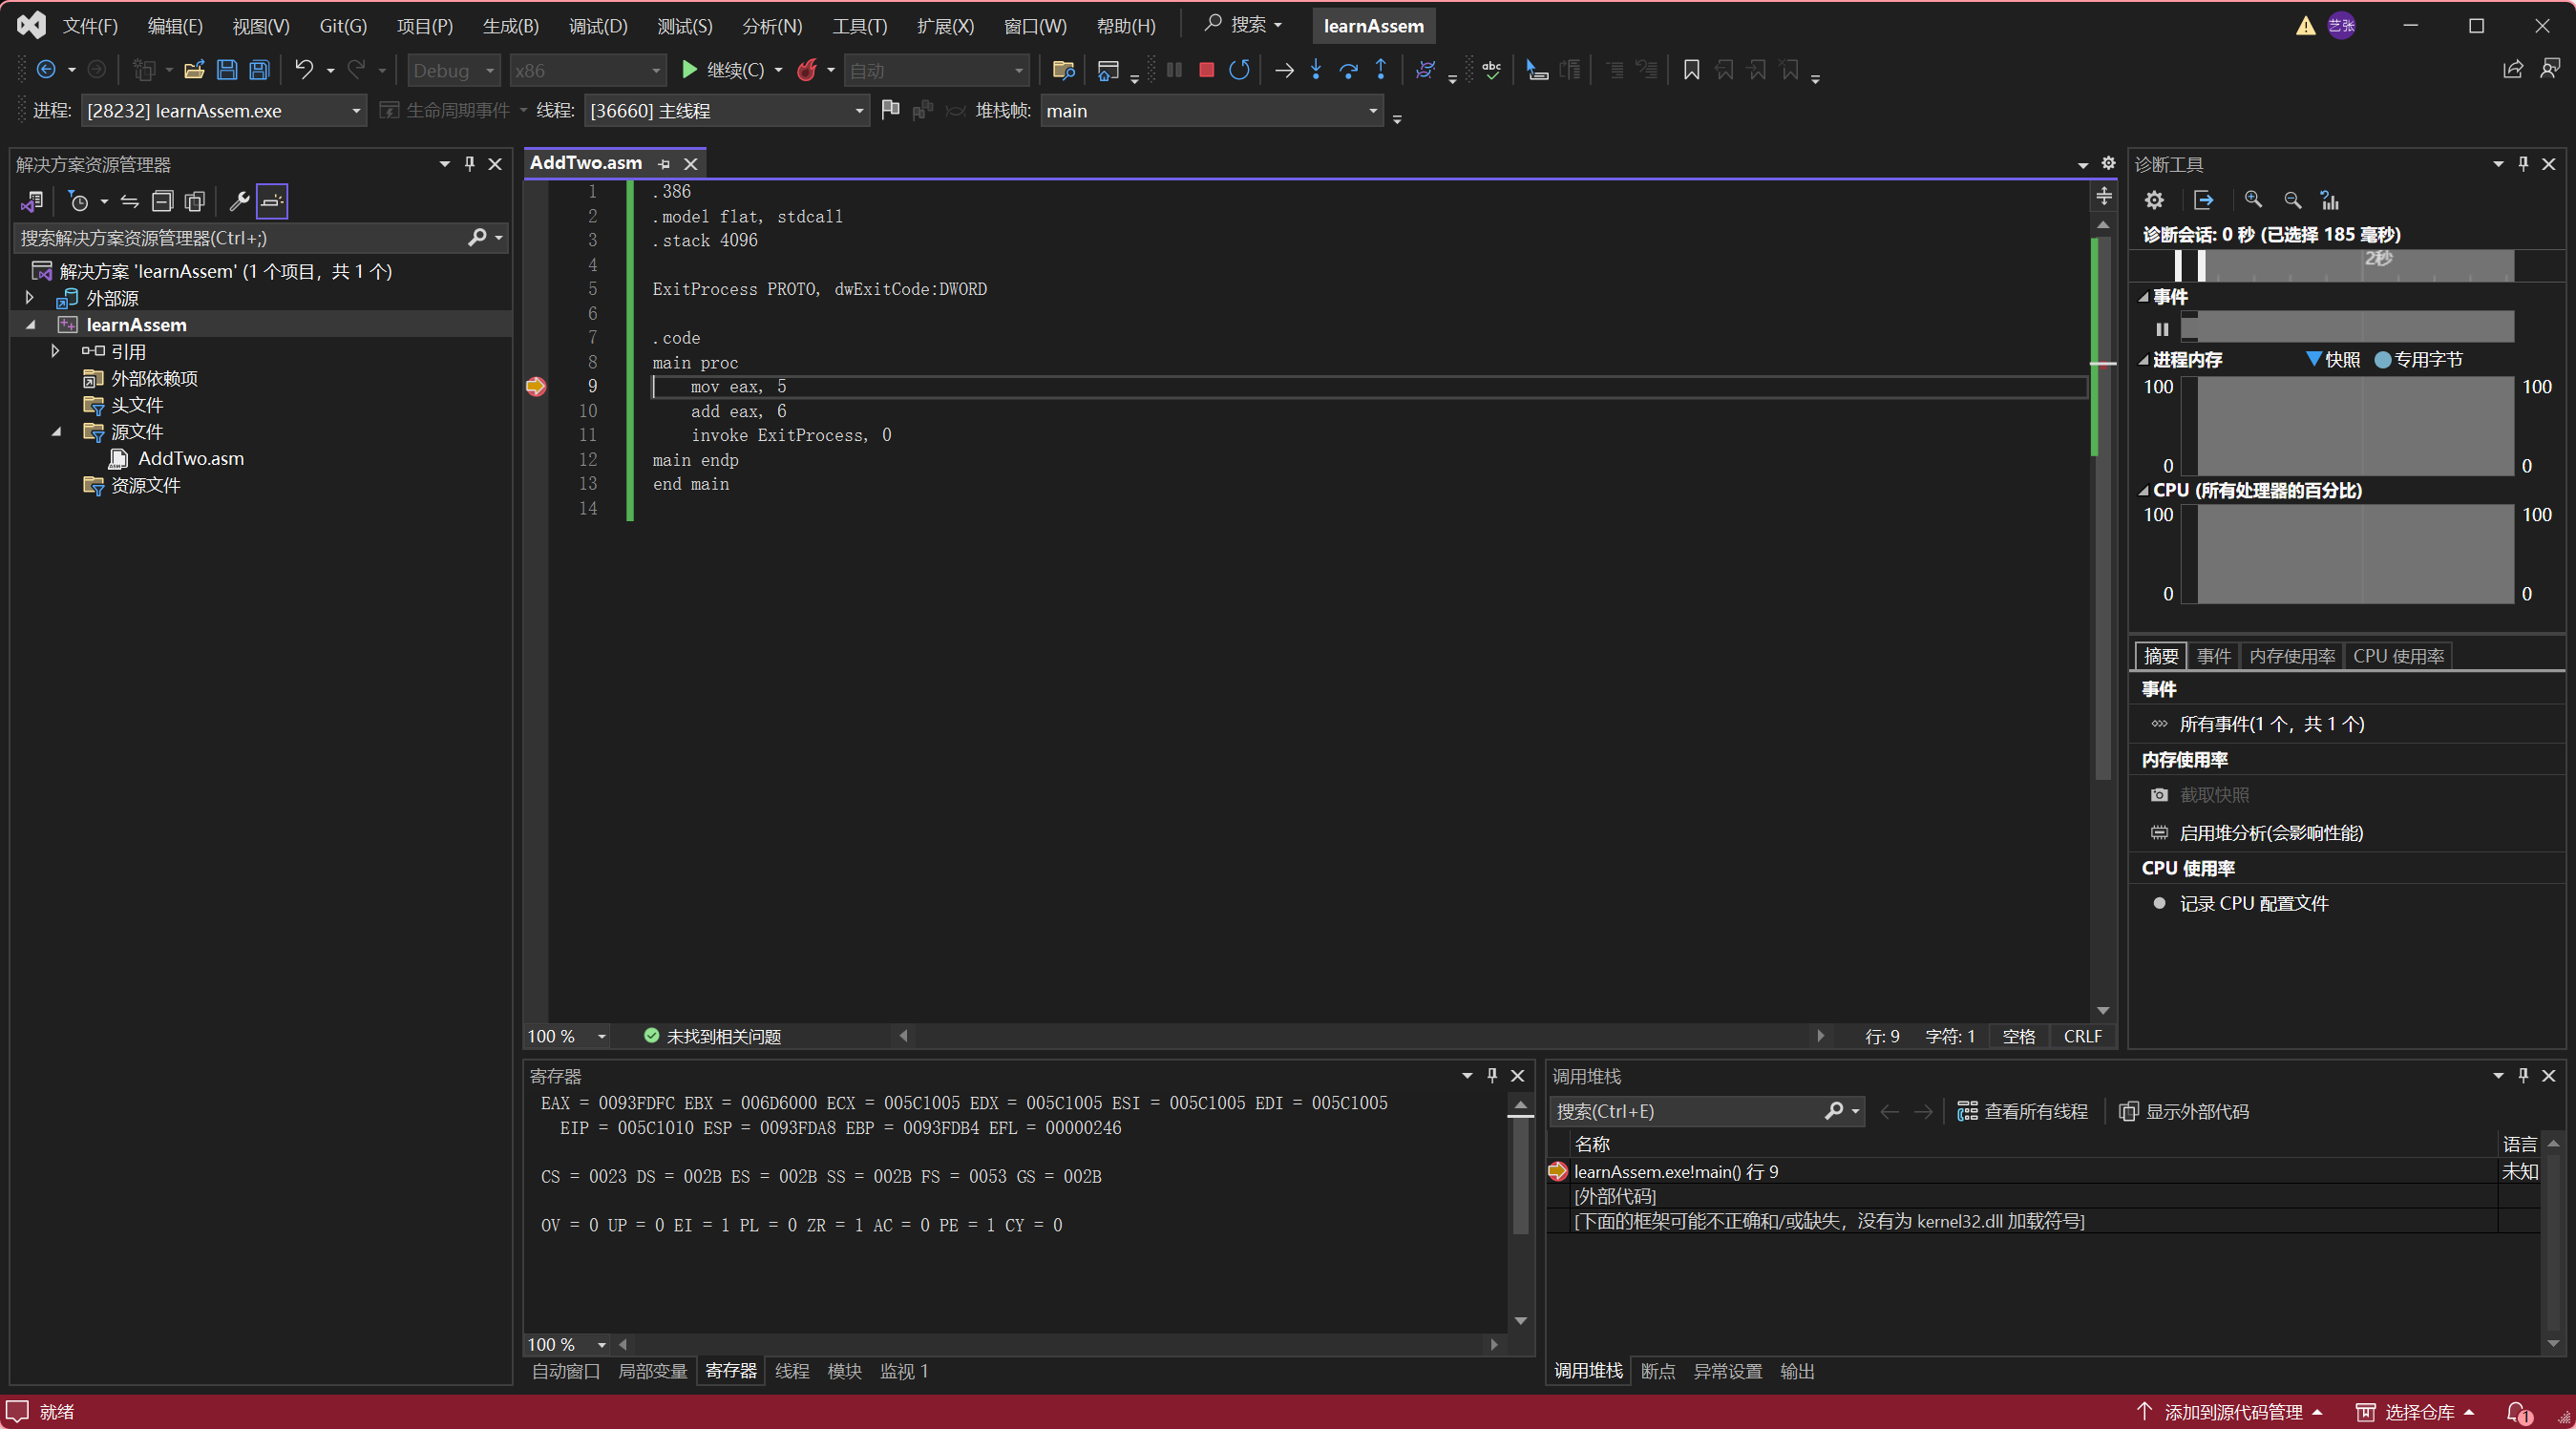 文件(F) 编辑(E) 视图(V) Git(G) 项目(P) 生成(B) 调试(D) 测试(S) 分析(N) 工具(T) 扩展(X) 窗口(W) 帮助(H) 搜索 learnAssem 艺张
Debug x86 继续(C) 自动
进程: [28232] learnAssem.exe 生命周期事件 线程: [36660] 主线程 堆栈帧: main
解决方案资源管理器
搜索解决方案资源管理器(Ctrl+;)
解决方案 'learnAssem' (1 个项目，共 1 个)
外部源
learnAssem
引用
外部依赖项
头文件
源文件
AddTwo.asm
资源文件
AddTwo.asm
1 .386
2 .model flat, stdcall
3 .stack 4096
4
5 ExitProcess PROTO, dwExitCode:DWORD
6
7 .code
8 main proc
9 mov eax, 5
10 add eax, 6
11 invoke ExitProcess, 0
12 main endp
13 end main
14
100 % 未找到相关问题 行: 9 字符: 1 空格 CRLF
寄存器
EAX = 0093FDFC EBX = 006D6000 ECX = 005C1005 EDX = 005C1005 ESI = 005C1005 EDI = 005C1005
EIP = 005C1010 ESP = 0093FDA8 EBP = 0093FDB4 EFL = 00000246
CS = 0023 DS = 002B ES = 002B SS = 002B FS = 0053 GS = 002B
OV = 0 UP = 0 EI = 1 PL = 0 ZR = 1 AC = 0 PE = 1 CY = 0
100 %
自动窗口 局部变量 寄存器 线程 模块 监视 1
调用堆栈
搜索(Ctrl+E) 查看所有线程 显示外部代码
名称 语言
learnAssem.exe!main() 行 9 未知
[外部代码]
[下面的框架可能不正确和/或缺失，没有为 kernel32.dll 加载符号]
调用堆栈 断点 异常设置 输出
诊断工具
诊断会话: 0 秒 (已选择 185 毫秒)
2秒
事件
进程内存 快照 专用字节
100 100
0 0
CPU (所有处理器的百分比)
100 100
0 0
摘要 事件 内存使用率 CPU 使用率
事件
所有事件(1 个，共 1 个)
内存使用率
截取快照
启用堆分析(会影响性能)
CPU 使用率
记录 CPU 配置文件
就绪 添加到源代码管理 选择仓库 1